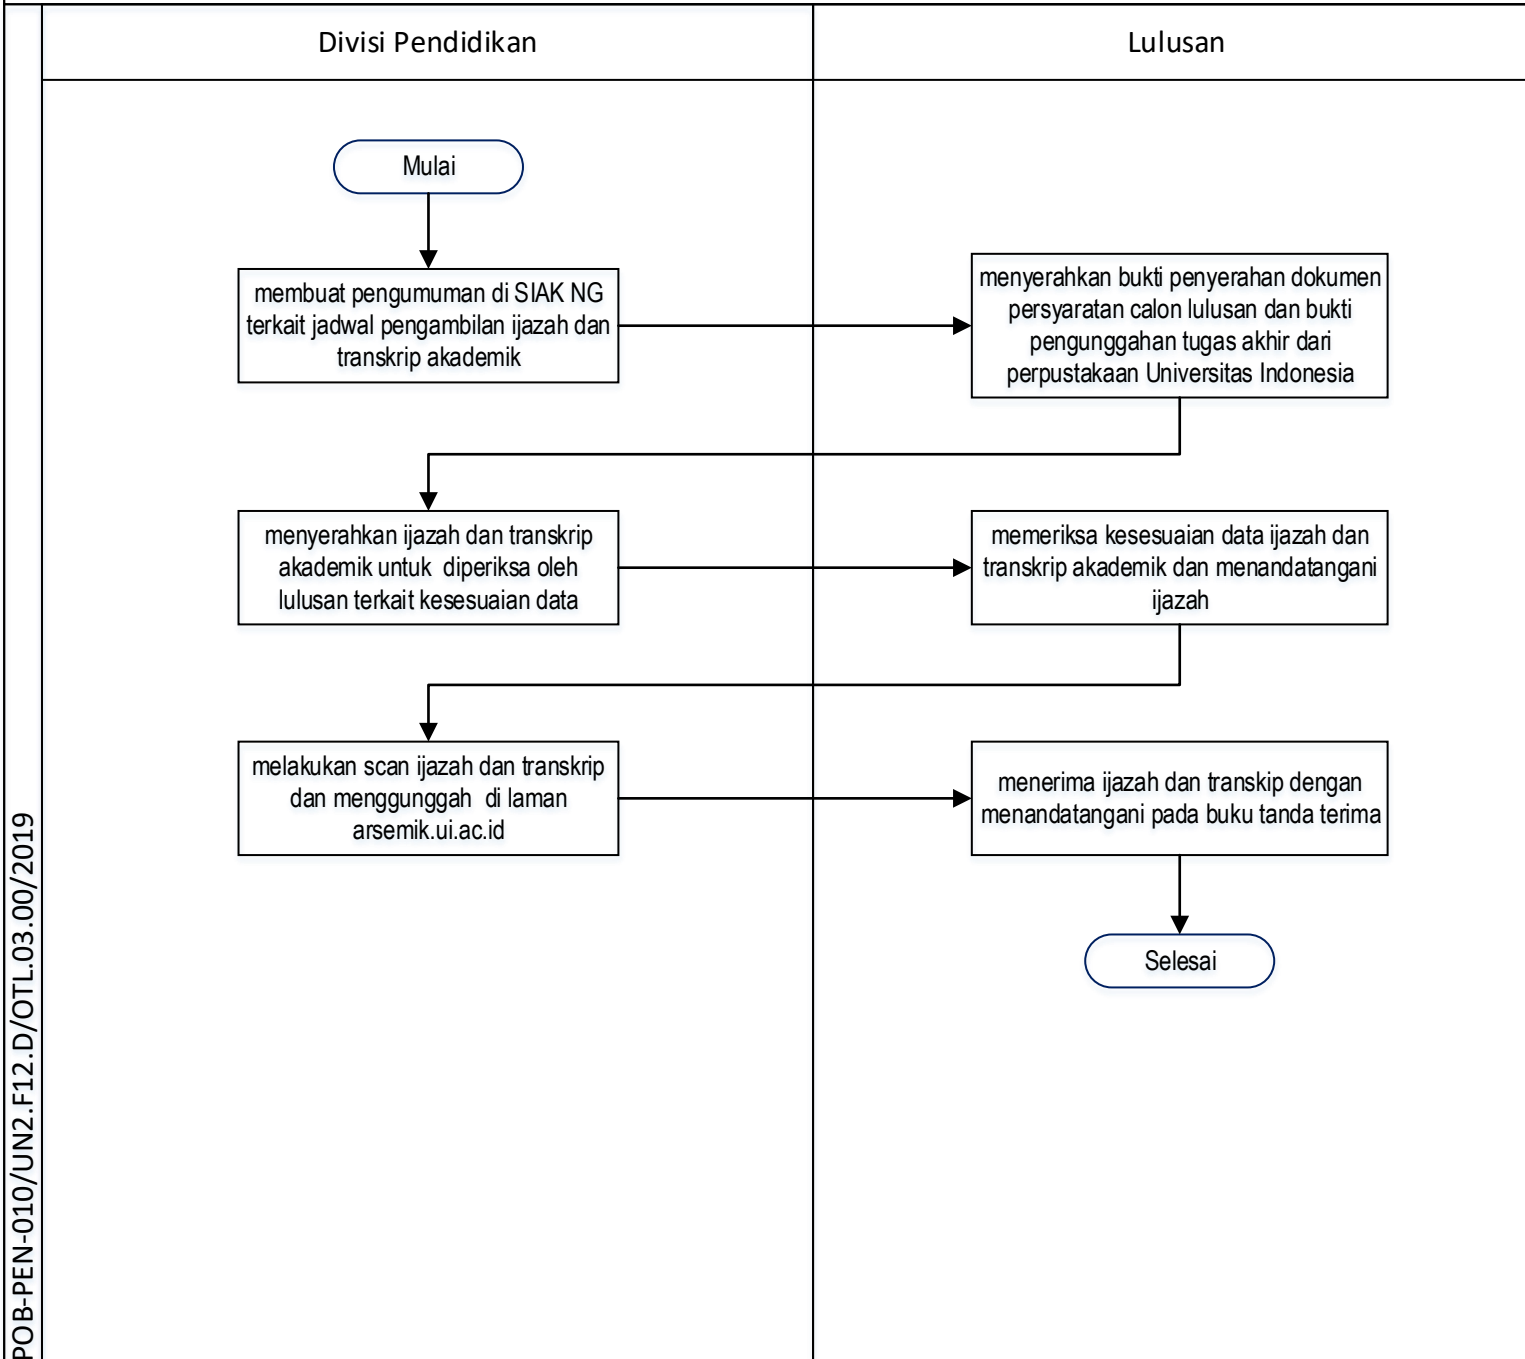 Divisi Pendidikan
Lulusan
Mulai
membuat pengumuman di SIAK NG
terkait jadwal pengambilan ijazah dan
transkrip akademik
menyerahkan bukti penyerahan dokumen
persyaratan calon lulusan dan bukti
pengunggahan tugas akhir dari
perpustakaan Universitas Indonesia
menyerahkan ijazah dan transkrip
akademik untuk diperiksa oleh
lulusan terkait kesesuaian data
memeriksa kesesuaian data ijazah dan
transkrip akademik dan menandatangani
ijazah
melakukan scan ijazah dan transkrip
dan menggunggah di laman
arsemik.ui.ac.id
menerima ijazah dan transkip dengan
menandatangani pada buku tanda terima
Selesai
POB-PEN-010/UN2.F12.D/OTL.03.00/2019